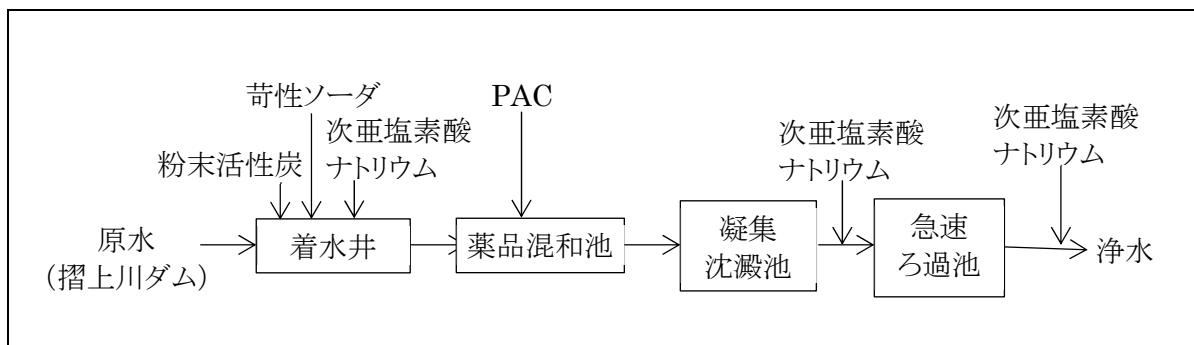 苛性ソーダ
PAC
次亜塩素酸
ナトリウム
粉末活性炭
次亜塩素酸
ナトリウム
次亜塩素酸
ナトリウム
原水
(摺上川ダム)
着水井
薬品混和池
凝集
沈澱池
急速
ろ過池
浄水